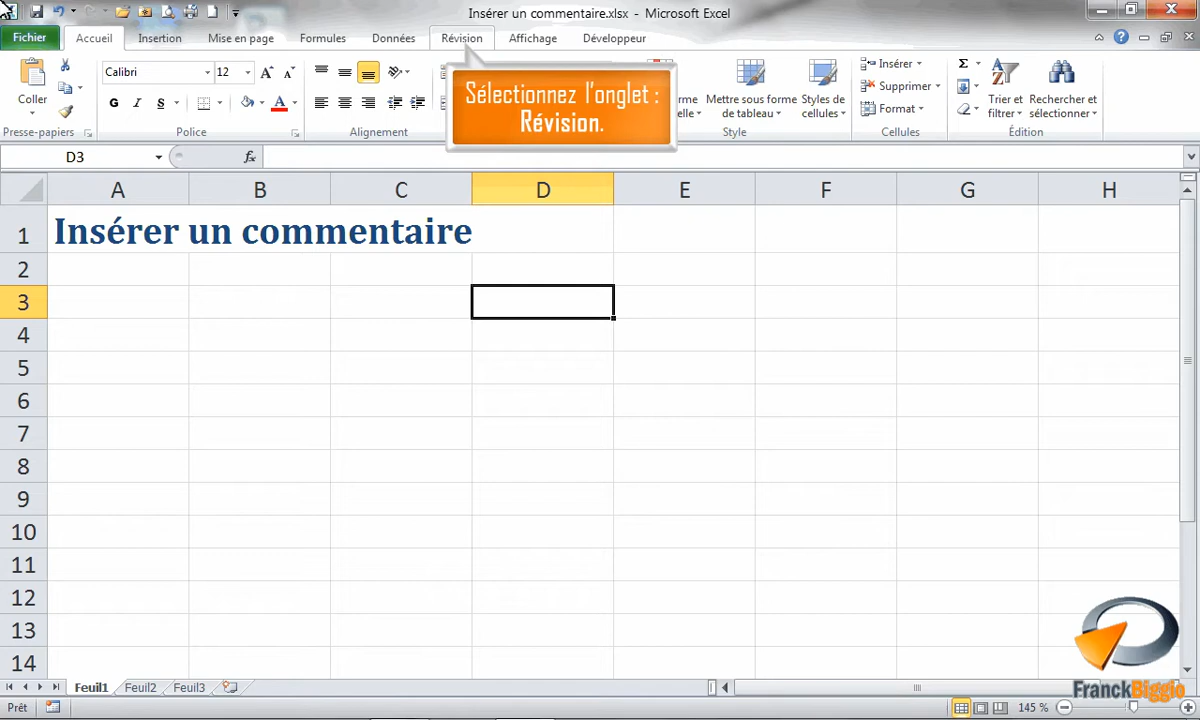 Insérer un commentaire.xlsx - Microsoft Excel
Fichier Accueil Insertion Mise en page Formules Données Révision Affichage Développeur
Sélectionnez l'onglet :
Révision.
Calibri 12
Coller
G I S
Mettre sous forme
de tableau
Styles de
cellules
Insérer
Supprimer
Format
Σ
Trier et
filtrer
Rechercher et
sélectionner
Presse-papiers Police Alignement Style Cellules Édition
D3 fx
A B C D E F G H
1 Insérer un commentaire
2
3
4
5
6
7
8
9
10
11
12
13
14
FranckBiggio
Feuil1 Feuil2 Feuil3
Prêt 145 %